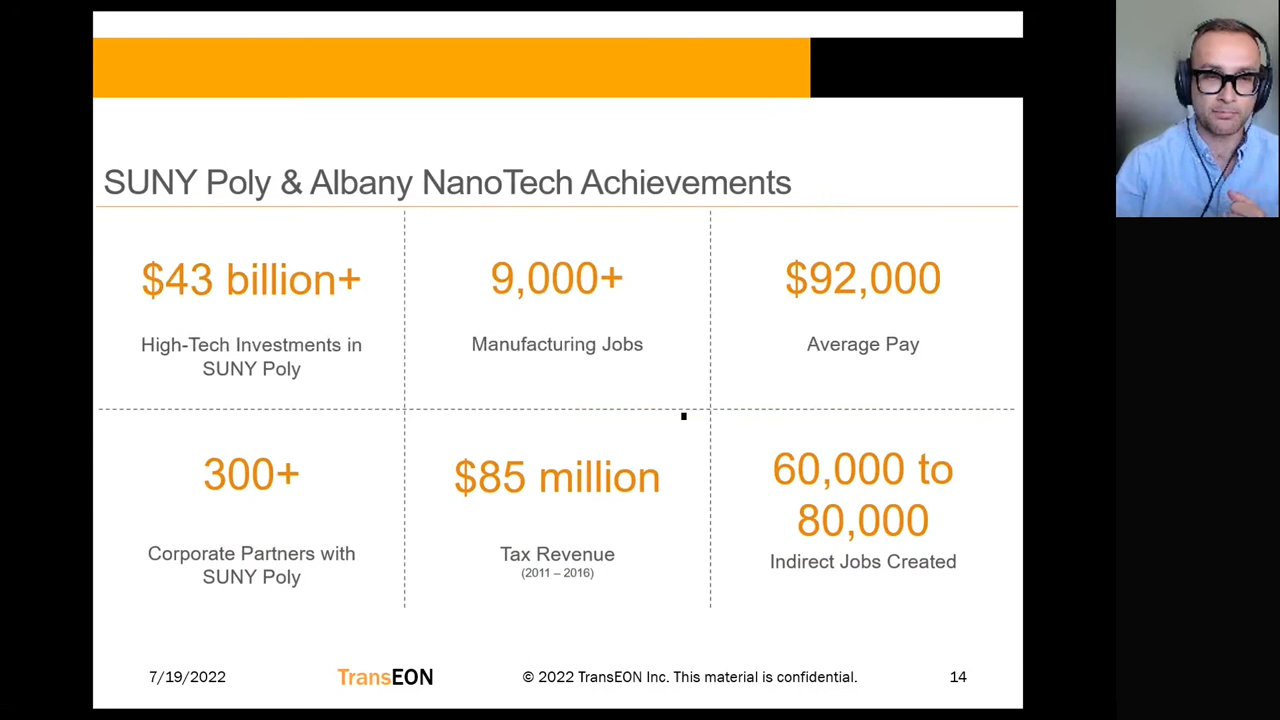 SUNY Poly & Albany NanoTech Achievements
$43 billion+
High-Tech Investments in
SUNY Poly
9,000+
Manufacturing Jobs
$92,000
Average Pay
300+
Corporate Partners with
SUNY Poly
$85 million
Tax Revenue
(2011 – 2016)
60,000 to
80,000
Indirect Jobs Created
7/19/2022
TransEON
© 2022 TransEON Inc. This material is confidential.
14